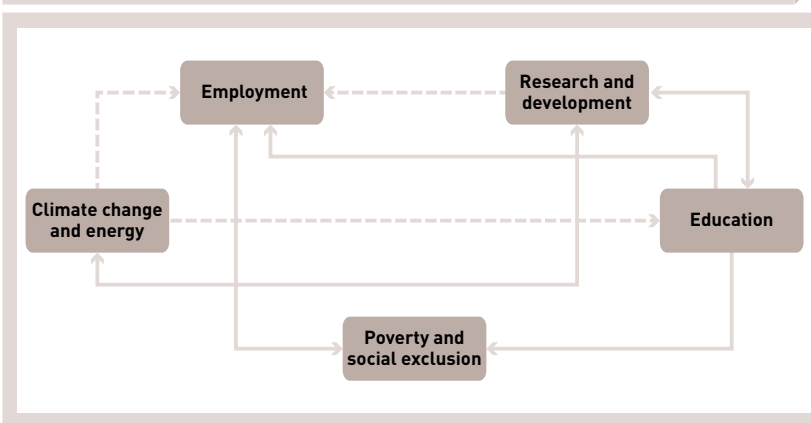 Employment
Research and
development
Climate change
and energy
Education
Poverty and
social exclusion